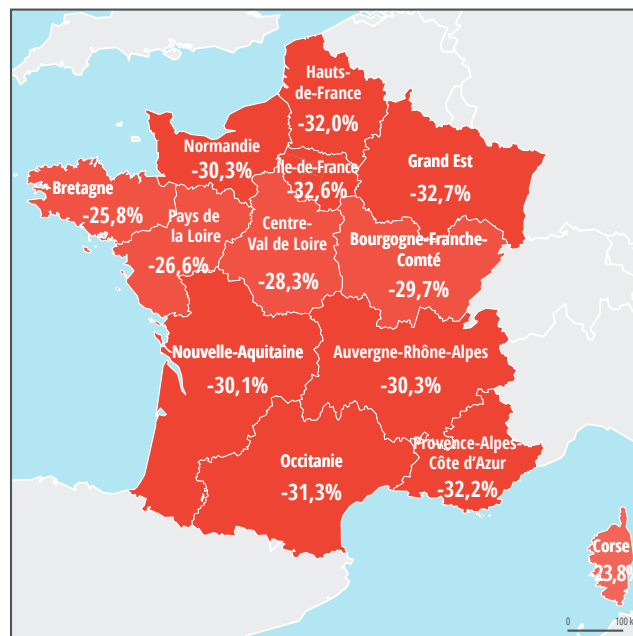 Hauts-
de-France
-32,0%
Normandie
-30,3%
Île-de-France
-32,6%
Grand Est
-32,7%
Bretagne
-25,8%
Pays de
la Loire
-26,6%
Centre-
Val de Loire
-28,3%
Bourgogne-Franche-
Comté
-29,7%
Nouvelle-Aquitaine
-30,1%
Auvergne-Rhône-Alpes
-30,3%
Occitanie
-31,3%
Provence-Alpes-
Côte d’Azur
-32,2%
Corse
-23,8%
0 100 k